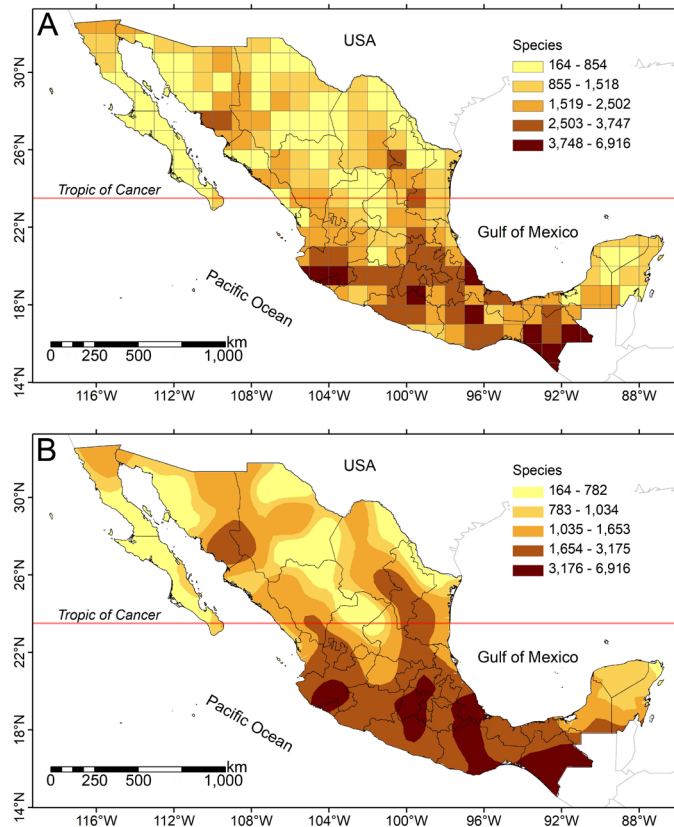 A
USA
Species
164 - 854
855 - 1,518
1,519 - 2,502
2,503 - 3,747
3,748 - 6,916
30°N
26°N
22°N
18°N
14°N
Tropic of Cancer
Gulf of Mexico
Pacific Ocean
km
0 250 500 1,000
116°W 112°W 108°W 104°W 100°W 96°W 92°W 88°W
B
USA
Species
164 - 782
783 - 1,034
1,035 - 1,653
1,654 - 3,175
3,176 - 6,916
30°N
26°N
22°N
18°N
14°N
Tropic of Cancer
Gulf of Mexico
Pacific Ocean
km
0 250 500 1,000
116°W 112°W 108°W 104°W 100°W 96°W 92°W 88°W